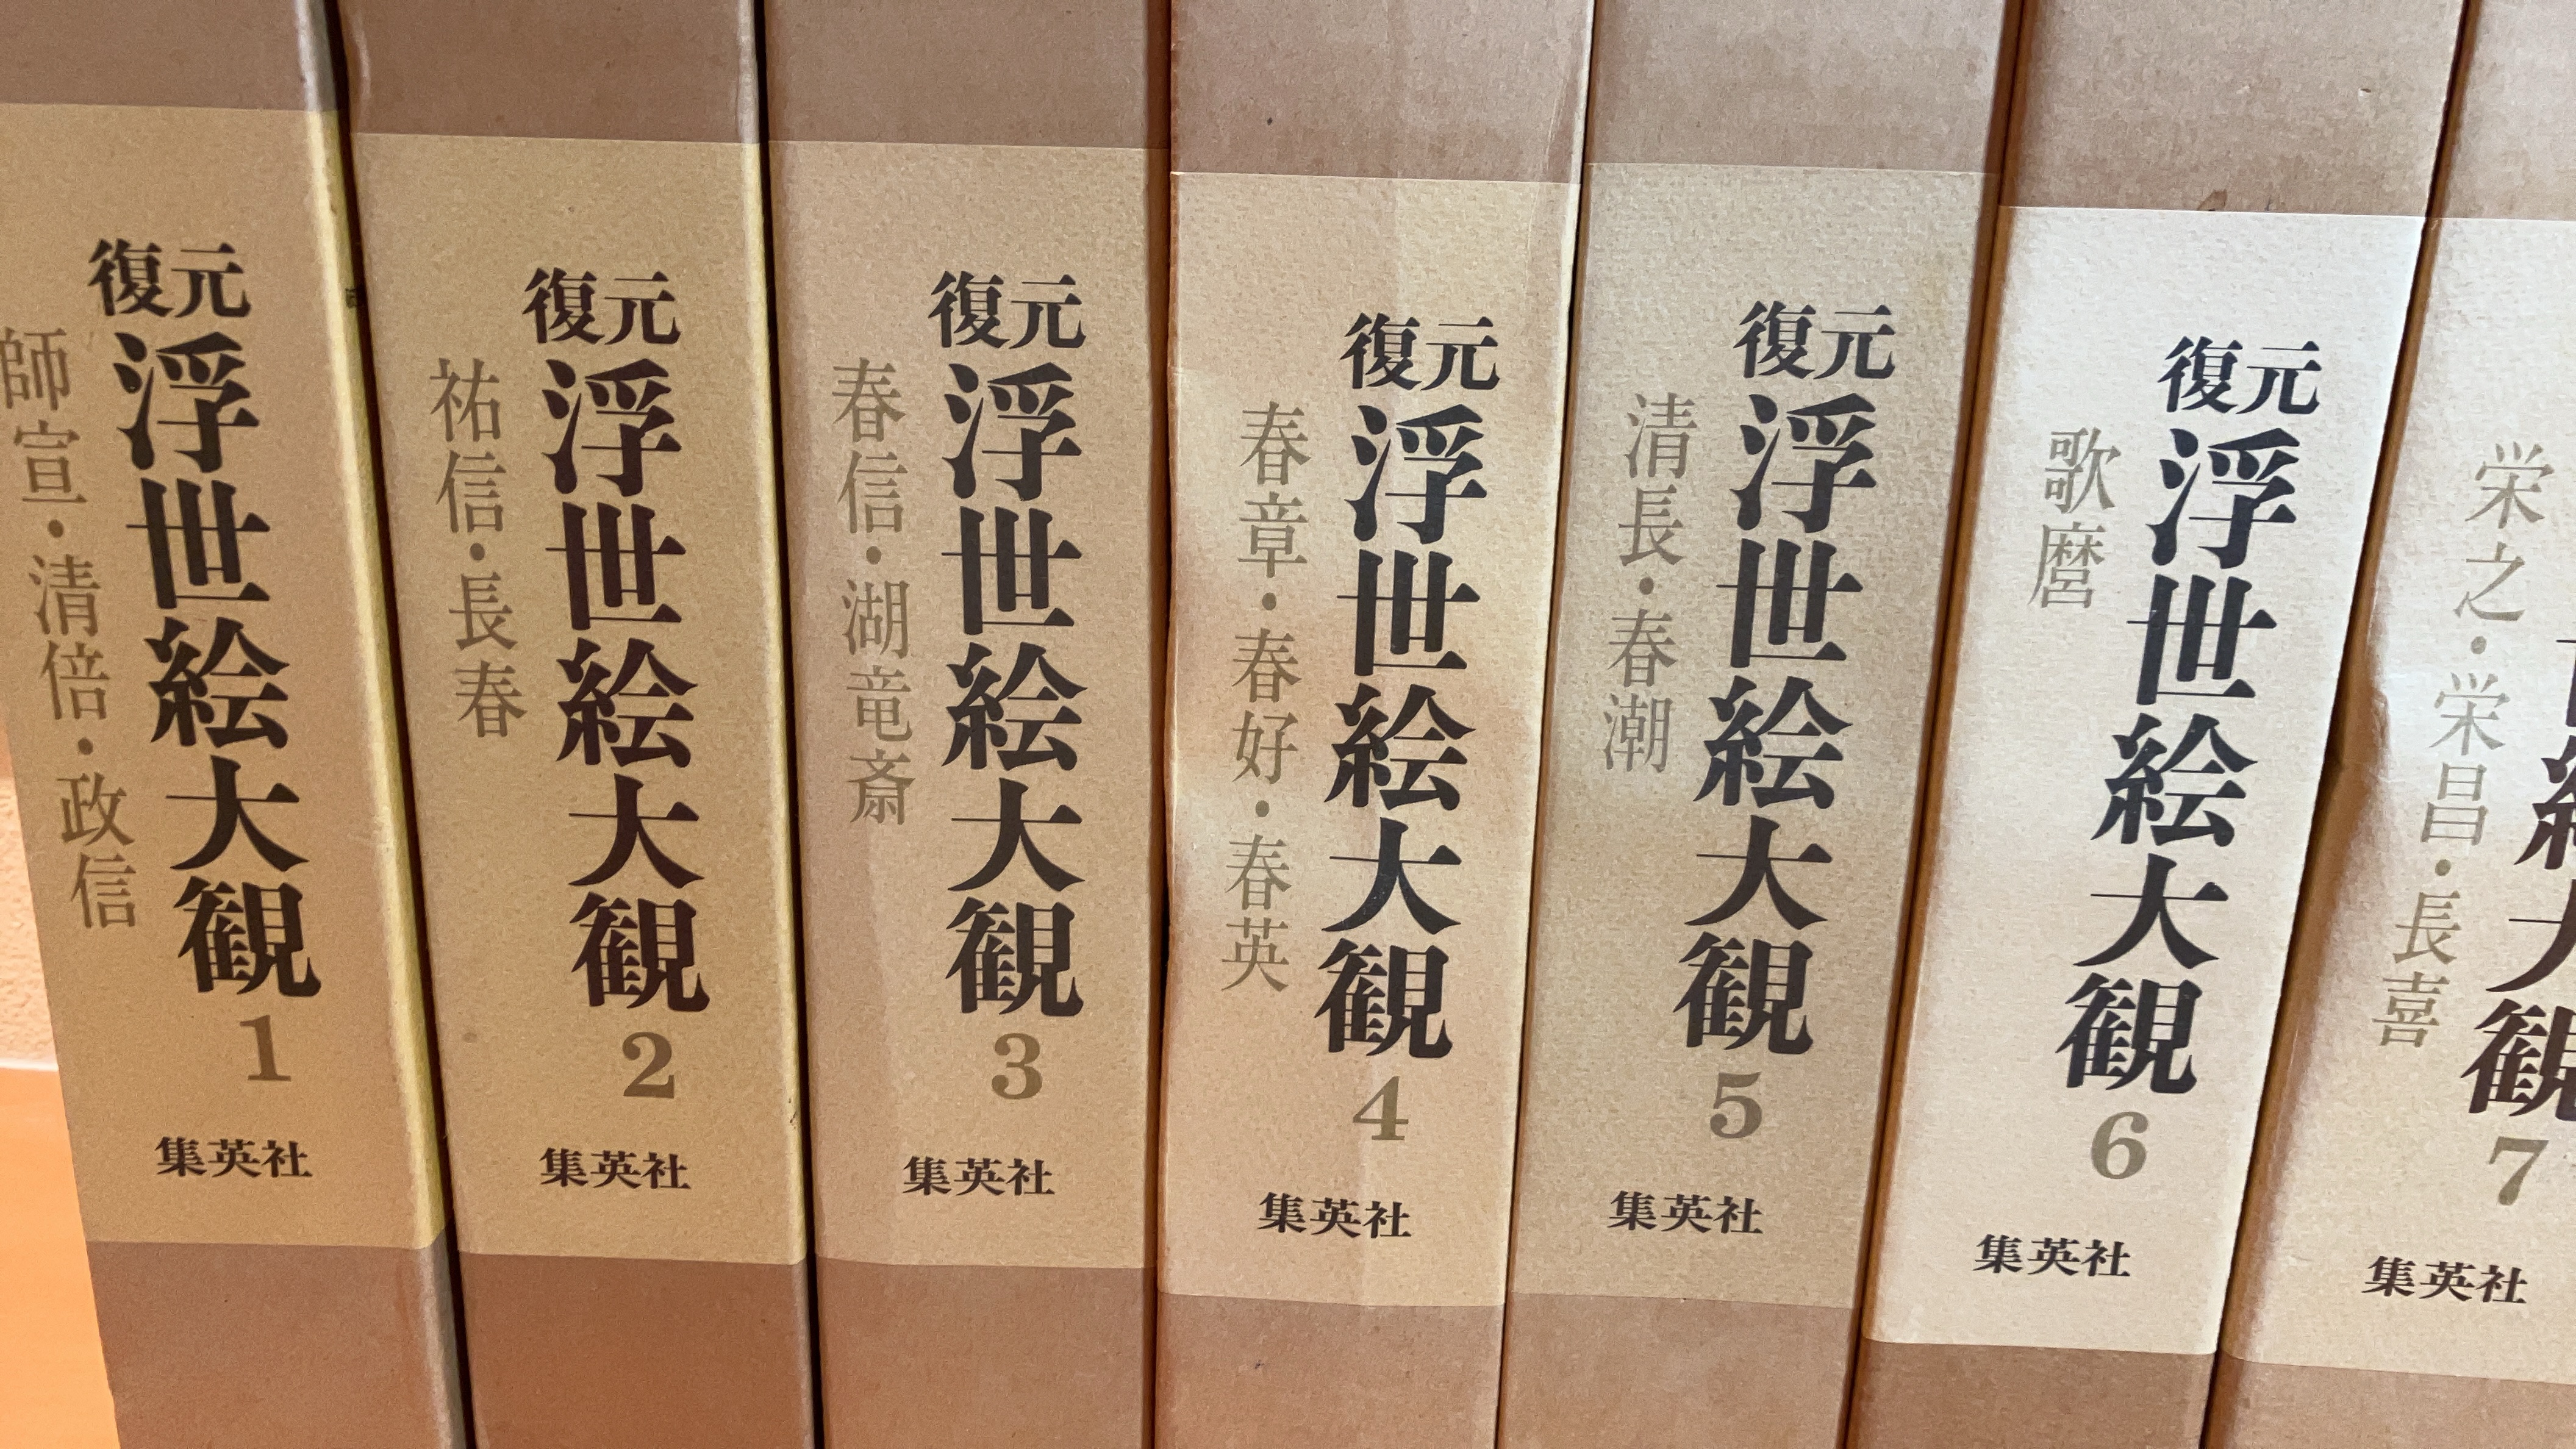 復元
浮世絵大観
師宣・清倍・政信
1
集英社
復元
浮世絵大観
祐信・長春
2
集英社
復元
浮世絵大観
春信・湖竜斎
3
集英社
復元
浮世絵大観
春章・春好・春英
4
集英社
復元
浮世絵大観
清長・春潮
5
集英社
復元
浮世絵大観
歌麿
6
集英社
絵大観
栄之・栄昌・長喜
7
集英社